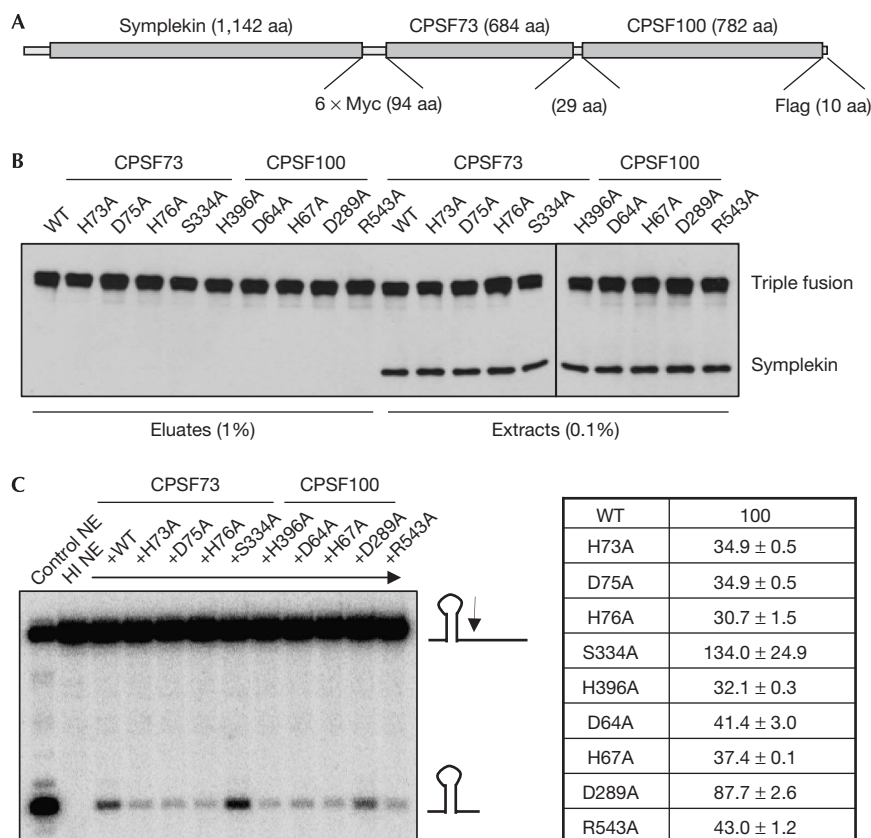 A
Symplekin (1,142 aa) CPSF73 (684 aa) CPSF100 (782 aa)
6 × Myc (94 aa) (29 aa) Flag (10 aa)
B
CPSF73 CPSF100 CPSF73 CPSF100
WT H73A D75A H76A S334A H396A D64A H67A D289A R543A WT H73A D75A H76A S334A H396A D64A H67A D289A R543A
Triple fusion
Symplekin
Eluates (1%) Extracts (0.1%)
C
CPSF73 CPSF100
Control NE HI NE +WT +H73A +D75A +H76A +S334A +H396A +D64A +H67A +D289A +R543A
WT 100
H73A 34.9 ± 0.5
D75A 34.9 ± 0.5
H76A 30.7 ± 1.5
S334A 134.0 ± 24.9
H396A 32.1 ± 0.3
D64A 41.4 ± 3.0
H67A 37.4 ± 0.1
D289A 87.7 ± 2.6
R543A 43.0 ± 1.2